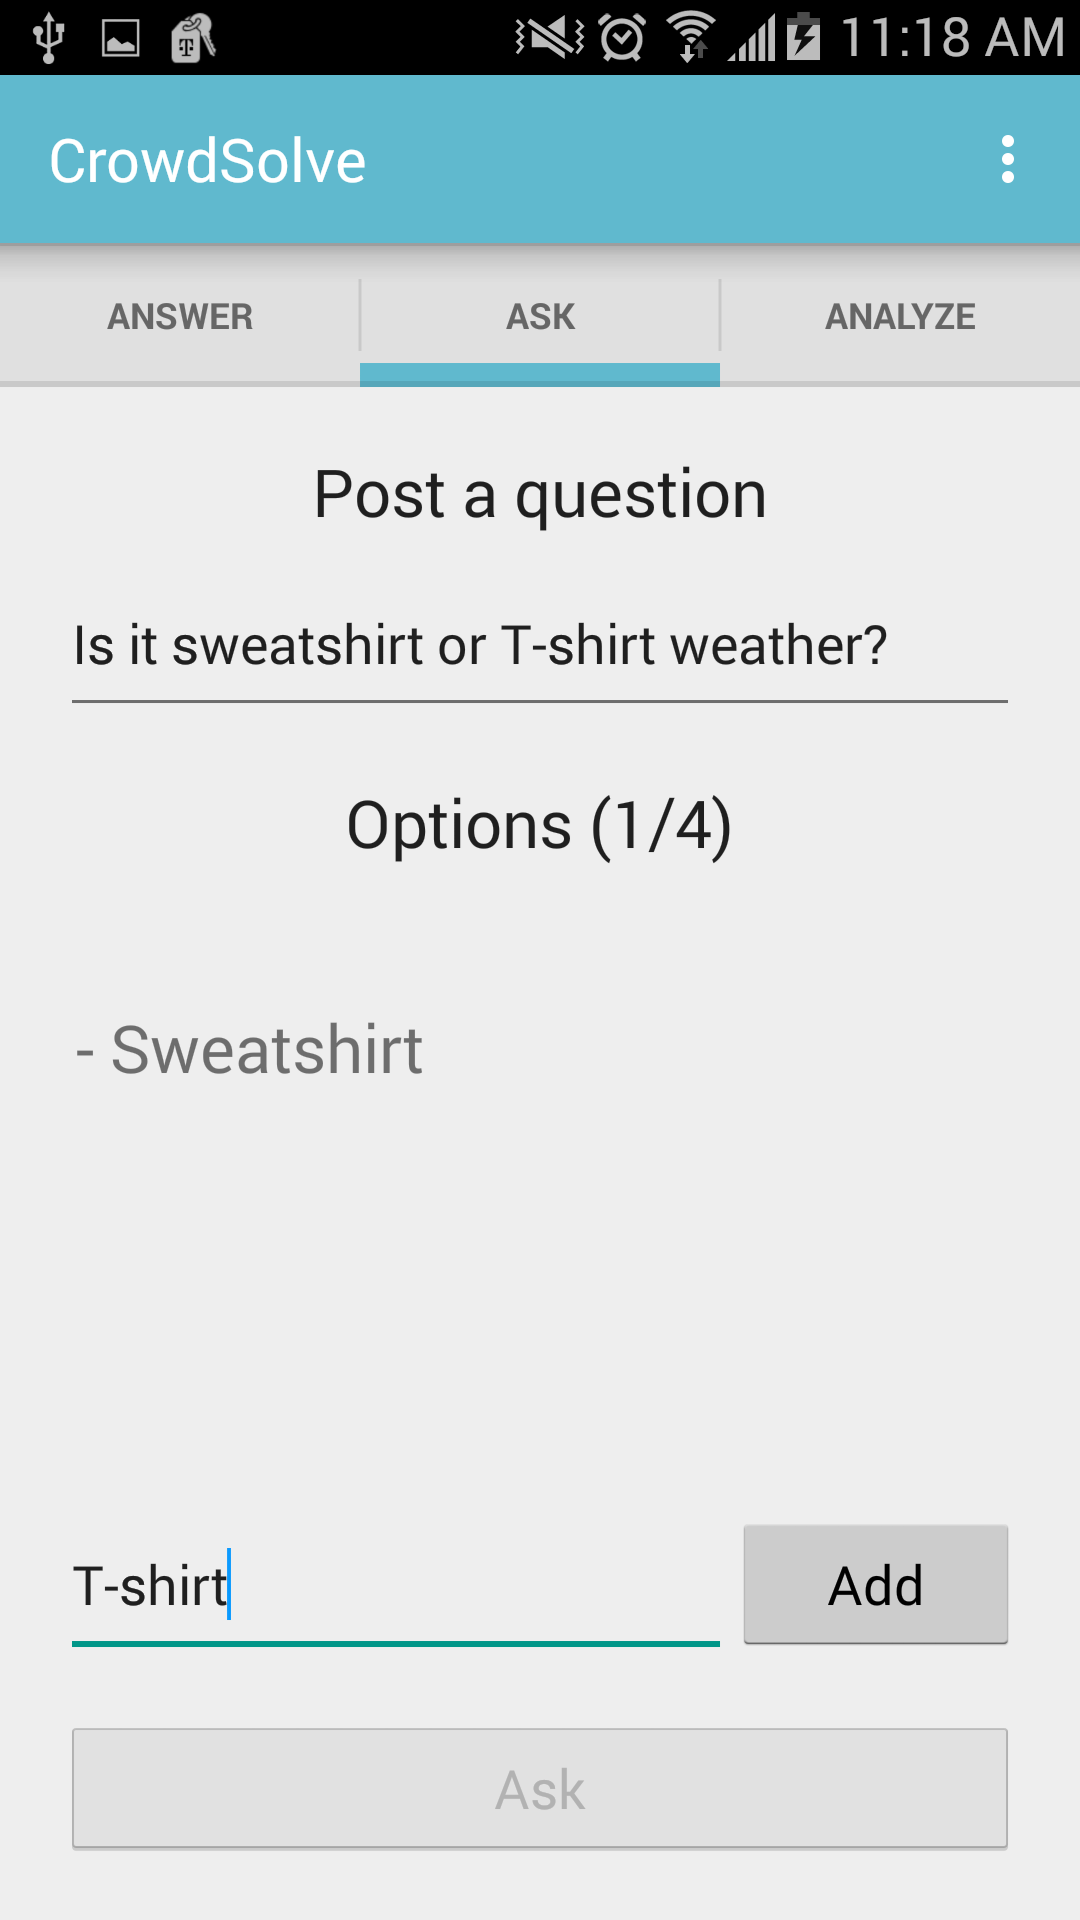 11:18 AM
CrowdSolve
ANSWER
ASK
ANALYZE
Post a question
Is it sweatshirt or T-shirt weather?
Options (1/4)
- Sweatshirt
T-shirt
Add
Ask